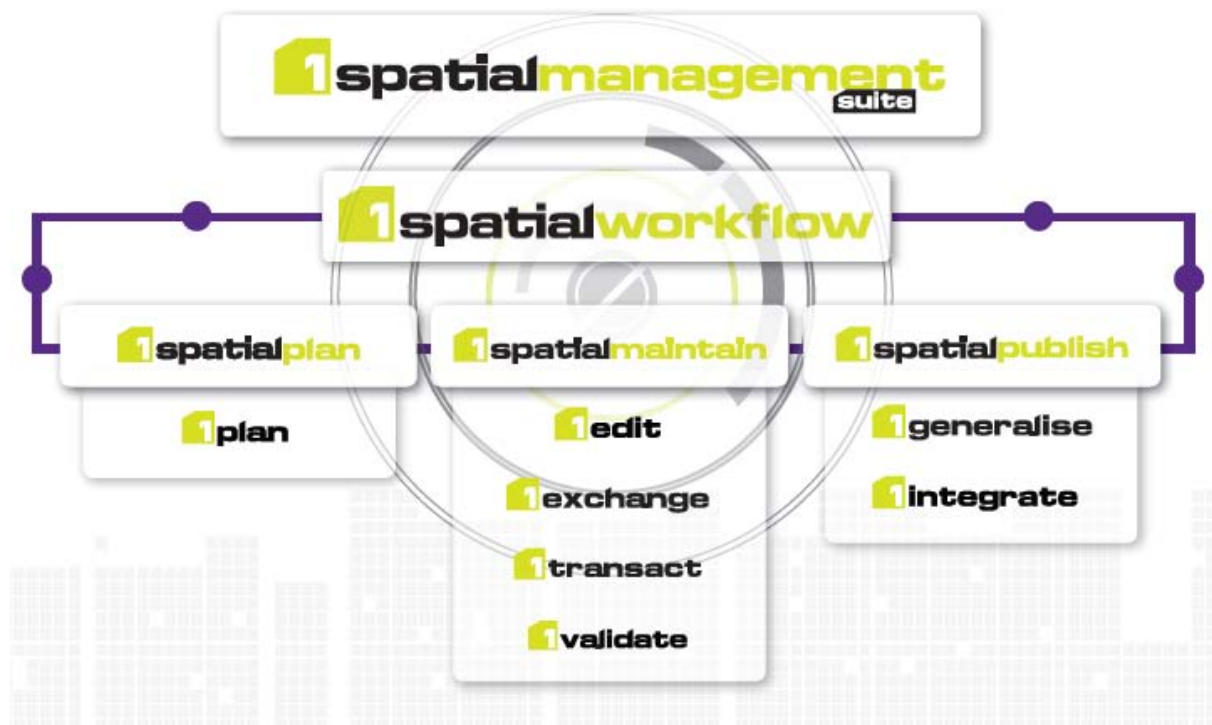 1spatialmanagement
suite
1spatialworkflow
1spatialplan
1plan
1spatialmaintain
1edit
1exchange
1transact
1validate
1spatialpublish
1generalise
1integrate